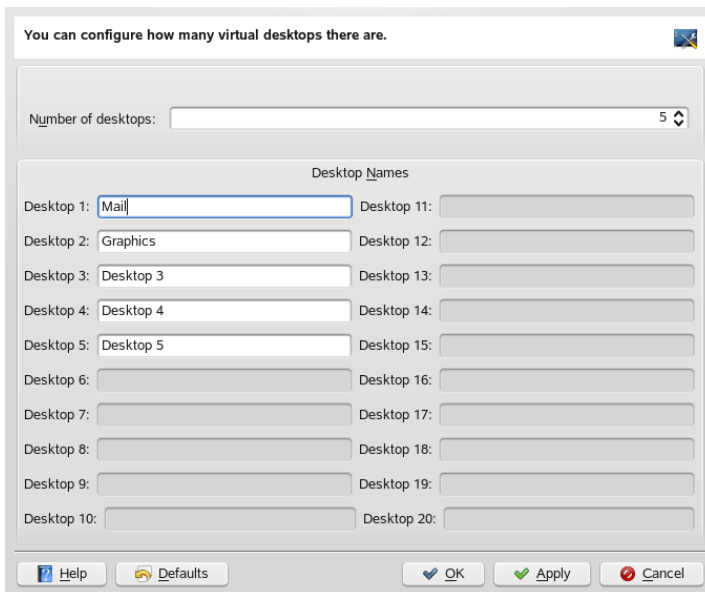 You can configure how many virtual desktops there are.
Number of desktops: 5
Desktop Names
Desktop 1: Mail Desktop 11:
Desktop 2: Graphics Desktop 12:
Desktop 3: Desktop 3 Desktop 13:
Desktop 4: Desktop 4 Desktop 14:
Desktop 5: Desktop 5 Desktop 15:
Desktop 6: Desktop 16:
Desktop 7: Desktop 17:
Desktop 8: Desktop 18:
Desktop 9: Desktop 19:
Desktop 10: Desktop 20:
Help Defaults OK Apply Cancel